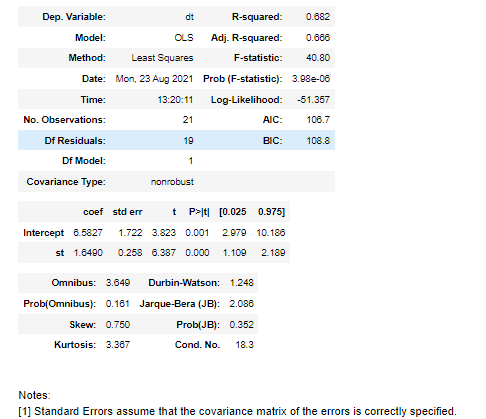 Dep. Variable: dt R-squared: 0.682
Model: OLS Adj. R-squared: 0.666
Method: Least Squares F-statistic: 40.80
Date: Mon, 23 Aug 2021 Prob (F-statistic): 3.98e-06
Time: 13:20:11 Log-Likelihood: -51.357
No. Observations: 21 AIC: 106.7
Df Residuals: 19 BIC: 108.8
Df Model: 1
Covariance Type: nonrobust
coef std err t P>|t| [0.025 0.975]
Intercept 6.5827 1.722 3.823 0.001 2.979 10.186
st 1.6490 0.258 6.387 0.000 1.109 2.189
Omnibus: 3.649 Durbin-Watson: 1.248
Prob(Omnibus): 0.161 Jarque-Bera (JB): 2.086
Skew: 0.750 Prob(JB): 0.352
Kurtosis: 3.367 Cond. No. 18.3
Notes:
[1] Standard Errors assume that the covariance matrix of the errors is correctly specified.